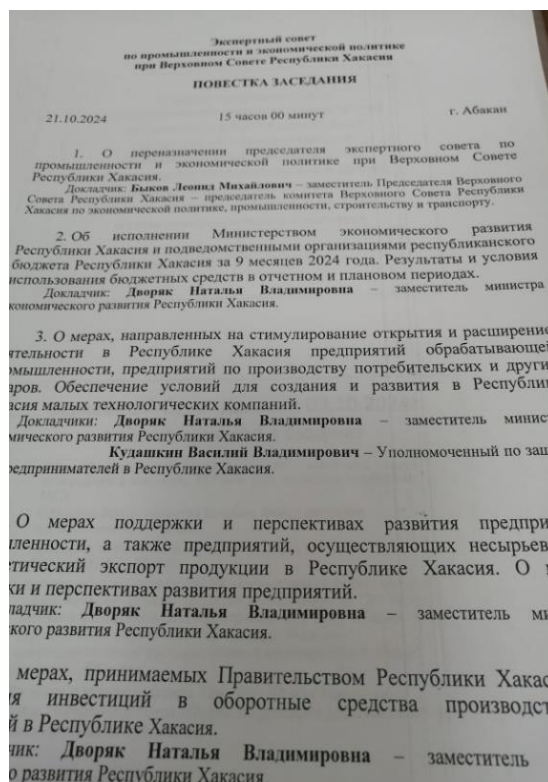 Экспертный совет
по промышленности и экономической политике
при Верховном Совете Республики Хакасия
ПОВЕСТКА ЗАСЕДАНИЯ
21.10.2024 15 часов 00 минут г. Абакан
1. О переназначении председателя экспертного совета по
промышленности и экономической политике при Верховном Совете
Республики Хакасия.
Докладчик: Быков Леонид Михайлович – заместитель Председателя Верховного
Совета Республики Хакасия – председатель комитета Верховного Совета Республики
Хакасия по экономической политике, промышленности, строительству и транспорту.
2. Об исполнении Министерством экономического развития
Республики Хакасия и подведомственными организациями республиканского
бюджета Республики Хакасия за 9 месяцев 2024 года. Результаты и условия
использования бюджетных средств в отчетном и плановом периодах.
Докладчик: Дворяк Наталья Владимировна – заместитель министра
кономического развития Республики Хакасия.
3. О мерах, направленных на стимулирование открытия и расширение
ятельности в Республике Хакасия предприятий обрабатывающей
омышленности, предприятий по производству потребительских и других
аров. Обеспечение условий для создания и развития в Республик
асия малых технологических компаний.
Докладчики: Дворяк Наталья Владимировна – заместитель минис
мического развития Республики Хакасия.
Кудашкин Василий Владимирович – Уполномоченный по защ
редпринимателей в Республике Хакасия.
О мерах поддержки и перспективах развития предпри
ленности, а также предприятий, осуществляющих несырьев
етический экспорт продукции в Республике Хакасия. О
ки и перспективах развития предприятий.
ладчик: Дворяк Наталья Владимировна – заместитель ми
ского развития Республики Хакасия.
мерах, принимаемых Правительством Республики Хакас
я инвестиций в оборотные средства производст
й в Республике Хакасия.
чик: Дворяк Наталья Владимировна – заместитель
о развития Республики Хакасия